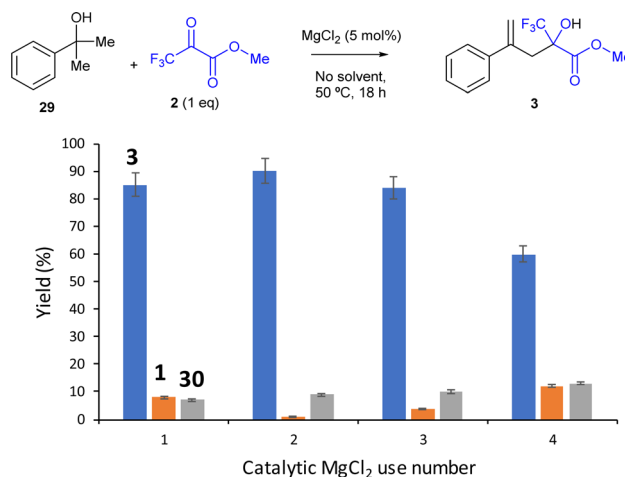 OH
Me
Me
29
+
F₃C
O
O
O
Me
2 (1 eq)
MgCl₂ (5 mol%)
No solvent,
50 ºC, 18 h
F₃C OH
O
O
Me
3
Yield (%)
100
90
80
70
60
50
40
30
20
10
0
3
1
30
1
2
3
4
Catalytic MgCl₂ use number